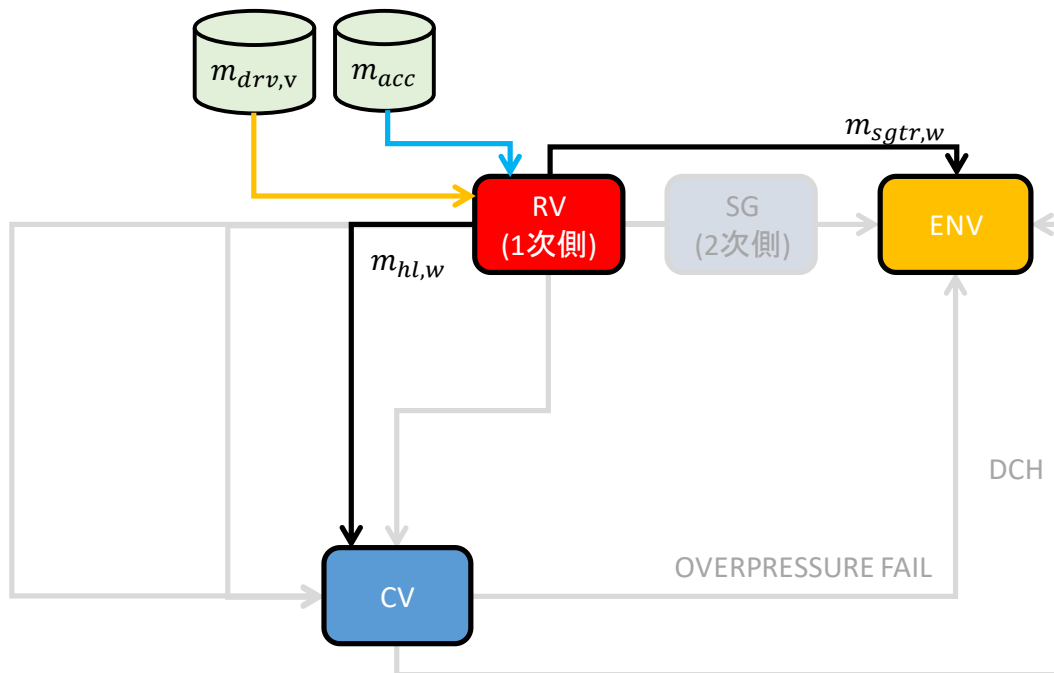 m_{drv,v}
m_{acc}
m_{sgtr,w}
RV
(1次側)
SG
(2次側)
ENV
m_{hl,w}
DCH
OVERPRESSURE FAIL
CV